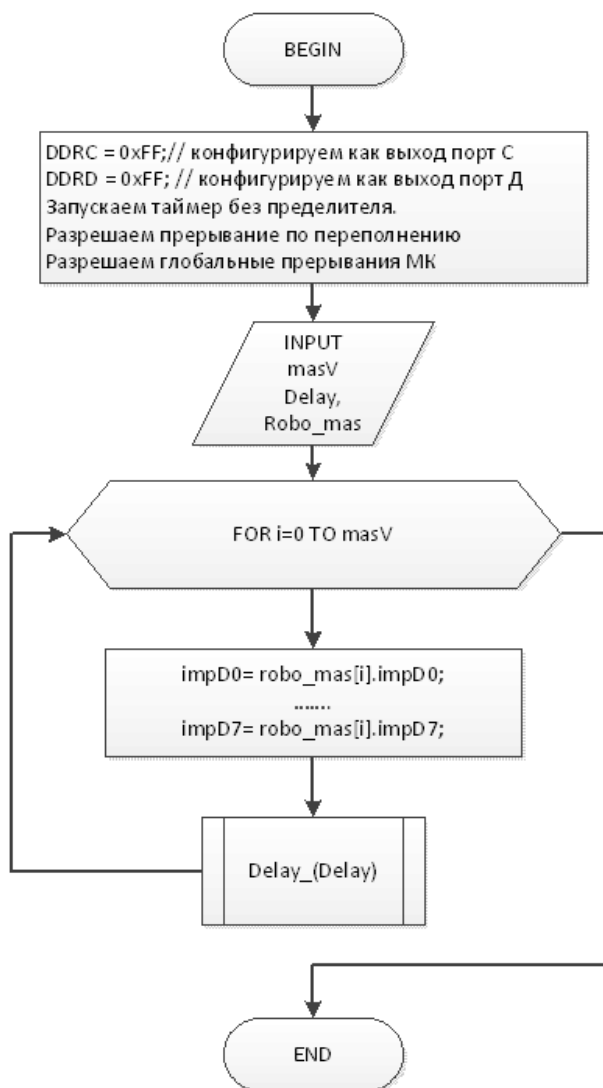 BEGIN
DDRC = 0xFF;// конфигурируем как выход порт С
DDRD = 0xFF; // конфигурируем как выход порт Д
Запускаем таймер без пределителя.
Разрешаем прерывание по переполнению
Разрешаем глобальные прерывания МК
INPUT
masV
Delay,
Robo_mas
FOR i=0 TO masV
impD0= robo_mas[i].impD0;
.......
impD7= robo_mas[i].impD7;
Delay_(Delay)
END